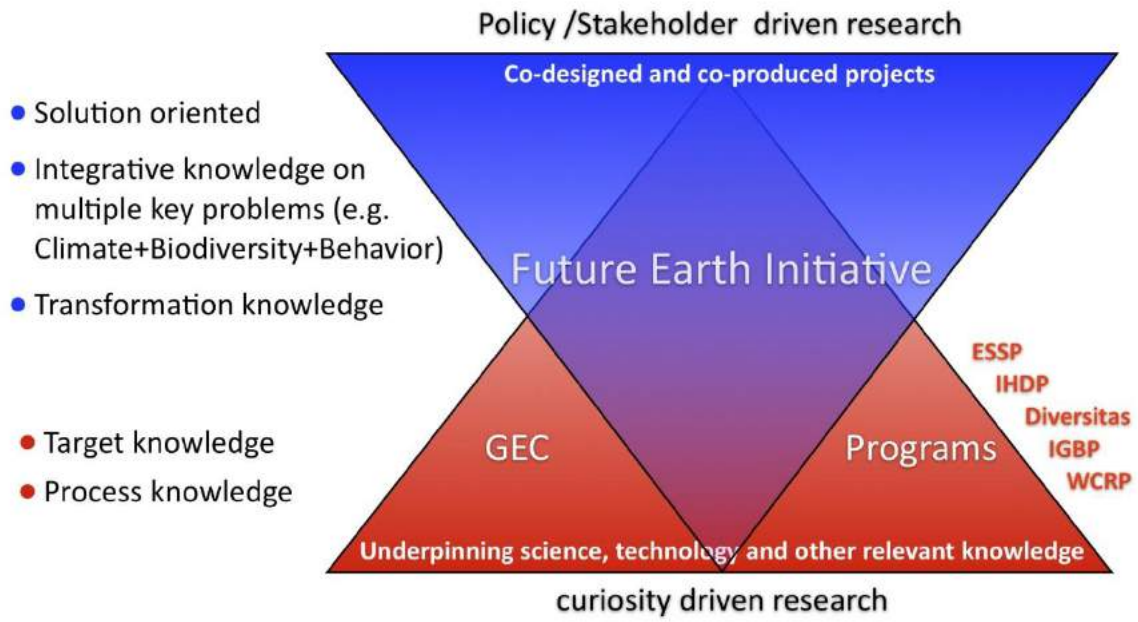 Policy /Stakeholder driven research
Co-designed and co-produced projects
Solution oriented
Integrative knowledge on
multiple key problems (e.g.
Climate+Biodiversity+Behavior)
Transformation knowledge
Future Earth Initiative
Target knowledge
Process knowledge
GEC
Programs
ESSP
IHDP
Diversitas
IGBP
WCRP
Underpinning science, technology and other relevant knowledge
curiosity driven research